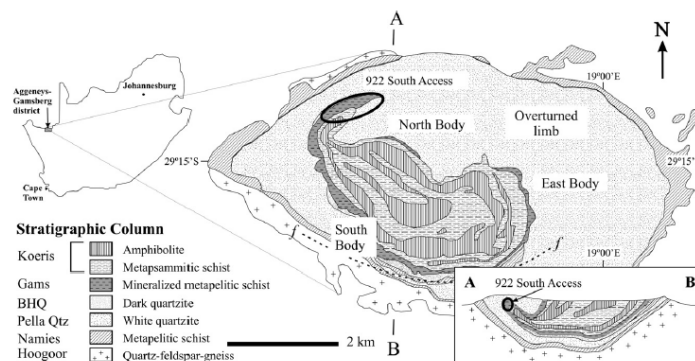 A
N
Aggeneys-
Gamsberg
district
Johannesburg
Cape
Town
922 South Access
19°00´E
North Body
Overturned
limb
29°15´S
29°15´S
East Body
South
Body
f
f
19°00´E
Stratigraphic Column
Koeris
Amphibolite
Metapsammitic schist
Gams
Mineralized metapelitic schist
BHQ
Dark quartzite
Pella Qtz
White quartzite
Namies
Metapelitic schist
Hoogoor
Quartz-feldspar-gneiss
2 km
B
A
922 South Access
B